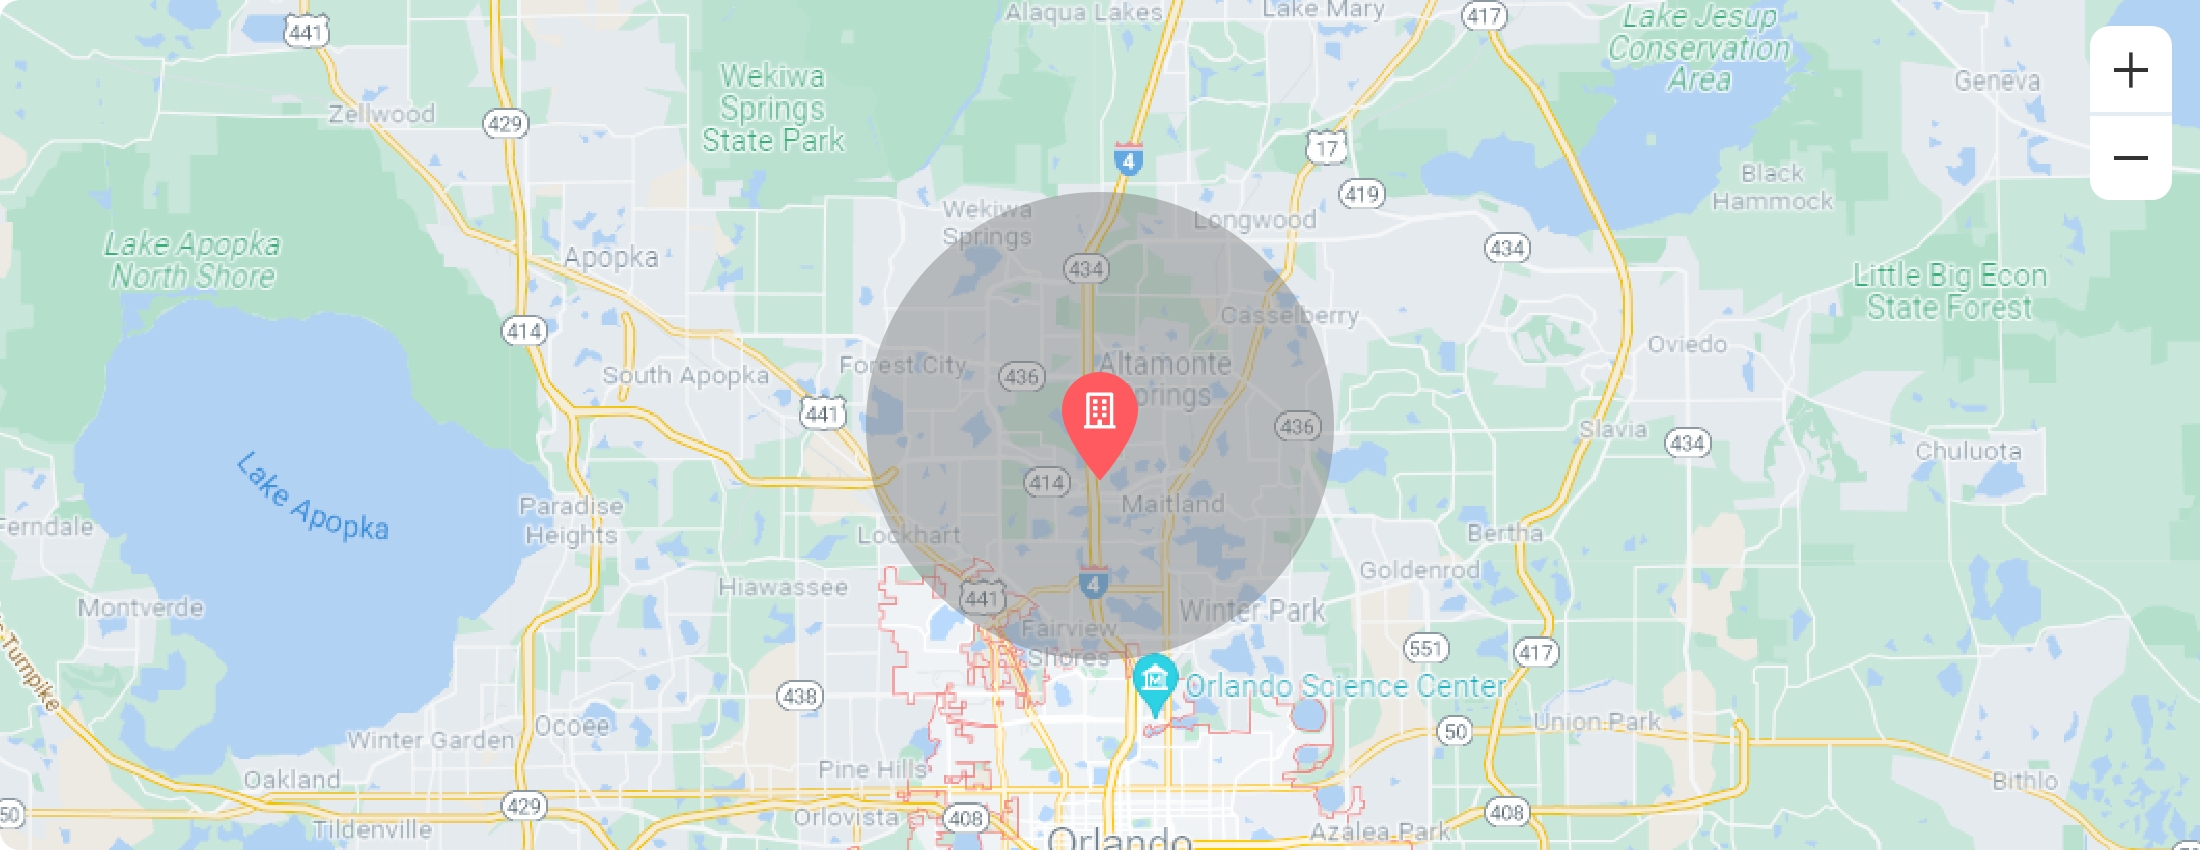 Alaqua Lakes
Lake Mary
417
Lake Jesup
Conservation
Area
441
Geneva
Wekiwa
Springs
State Park
Zellwood
429
4
17
419
Black
Hammock
Wekiwa
Springs
Longwood
434
Lake Apopka
North Shore
Apopka
434
Little Big Econ
State Forest
414
Casselberry
Oviedo
Forest City
436
Altamonte
South Apopka
441
436
Slavia
434
Chuluota
Lake Apopka
414
Maitland
Paradise
Heights
Ferndale
Lockhart
Bertha
Goldenrod
Hiawassee
4
441
Montverde
Winter Park
Fairview
Shores
551
417
Turnpike
438
Orlando Science Center
Ocoee
Winter Garden
50
Union Park
Pine Hills
Oakland
Bithlo
50
429
Orlovista
408
408
Tildenville
Azalea Park
Orlando